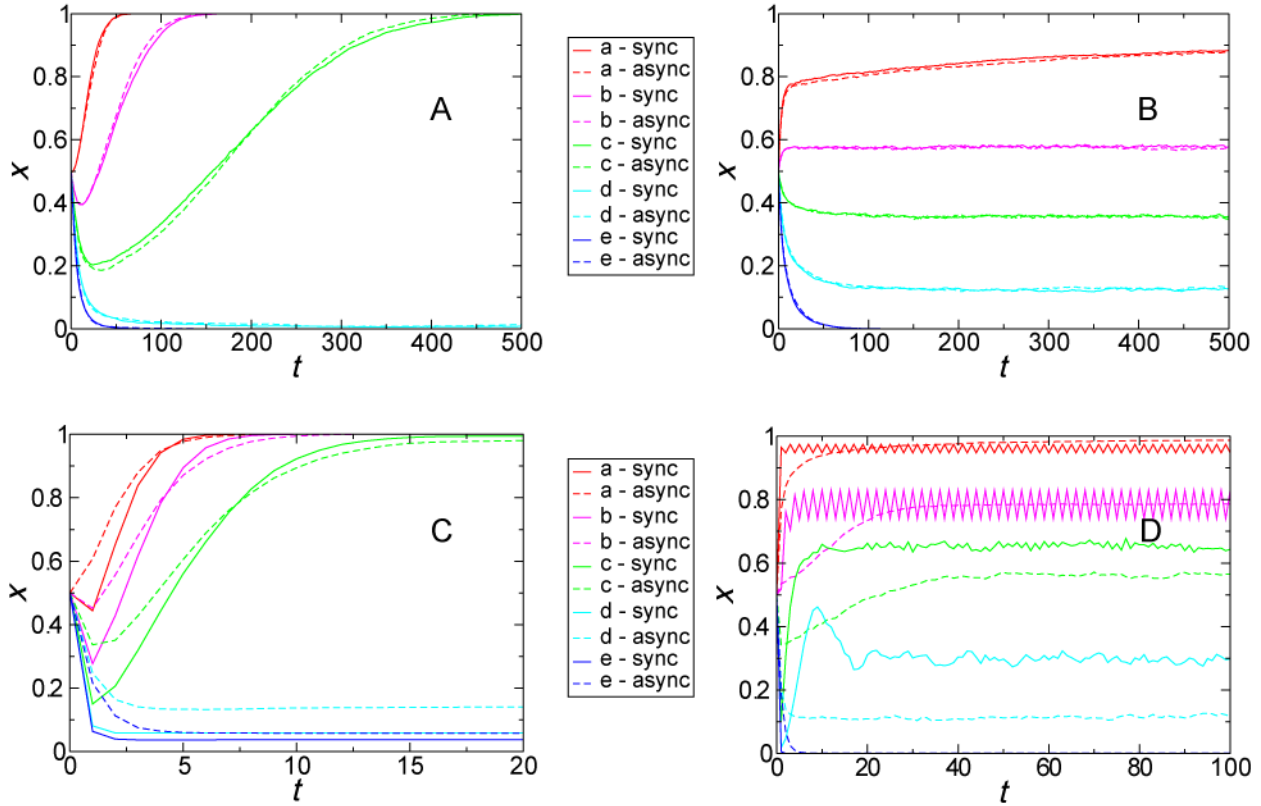 1
0.8
0.6
0.4
0.2
0
x
A
0 100 200 300 400 500
t
a - sync
a - async
b - sync
b - async
c - sync
c - async
d - sync
d - async
e - sync
e - async
1
0.8
0.6
0.4
0.2
0
x
B
0 100 200 300 400 500
t
1
0.8
0.6
0.4
0.2
0
x
C
0 5 10 15 20
t
a - sync
a - async
b - sync
b - async
c - sync
c - async
d - sync
d - async
e - sync
e - async
1
0.8
0.6
0.4
0.2
0
x
D
0 20 40 60 80 100
t